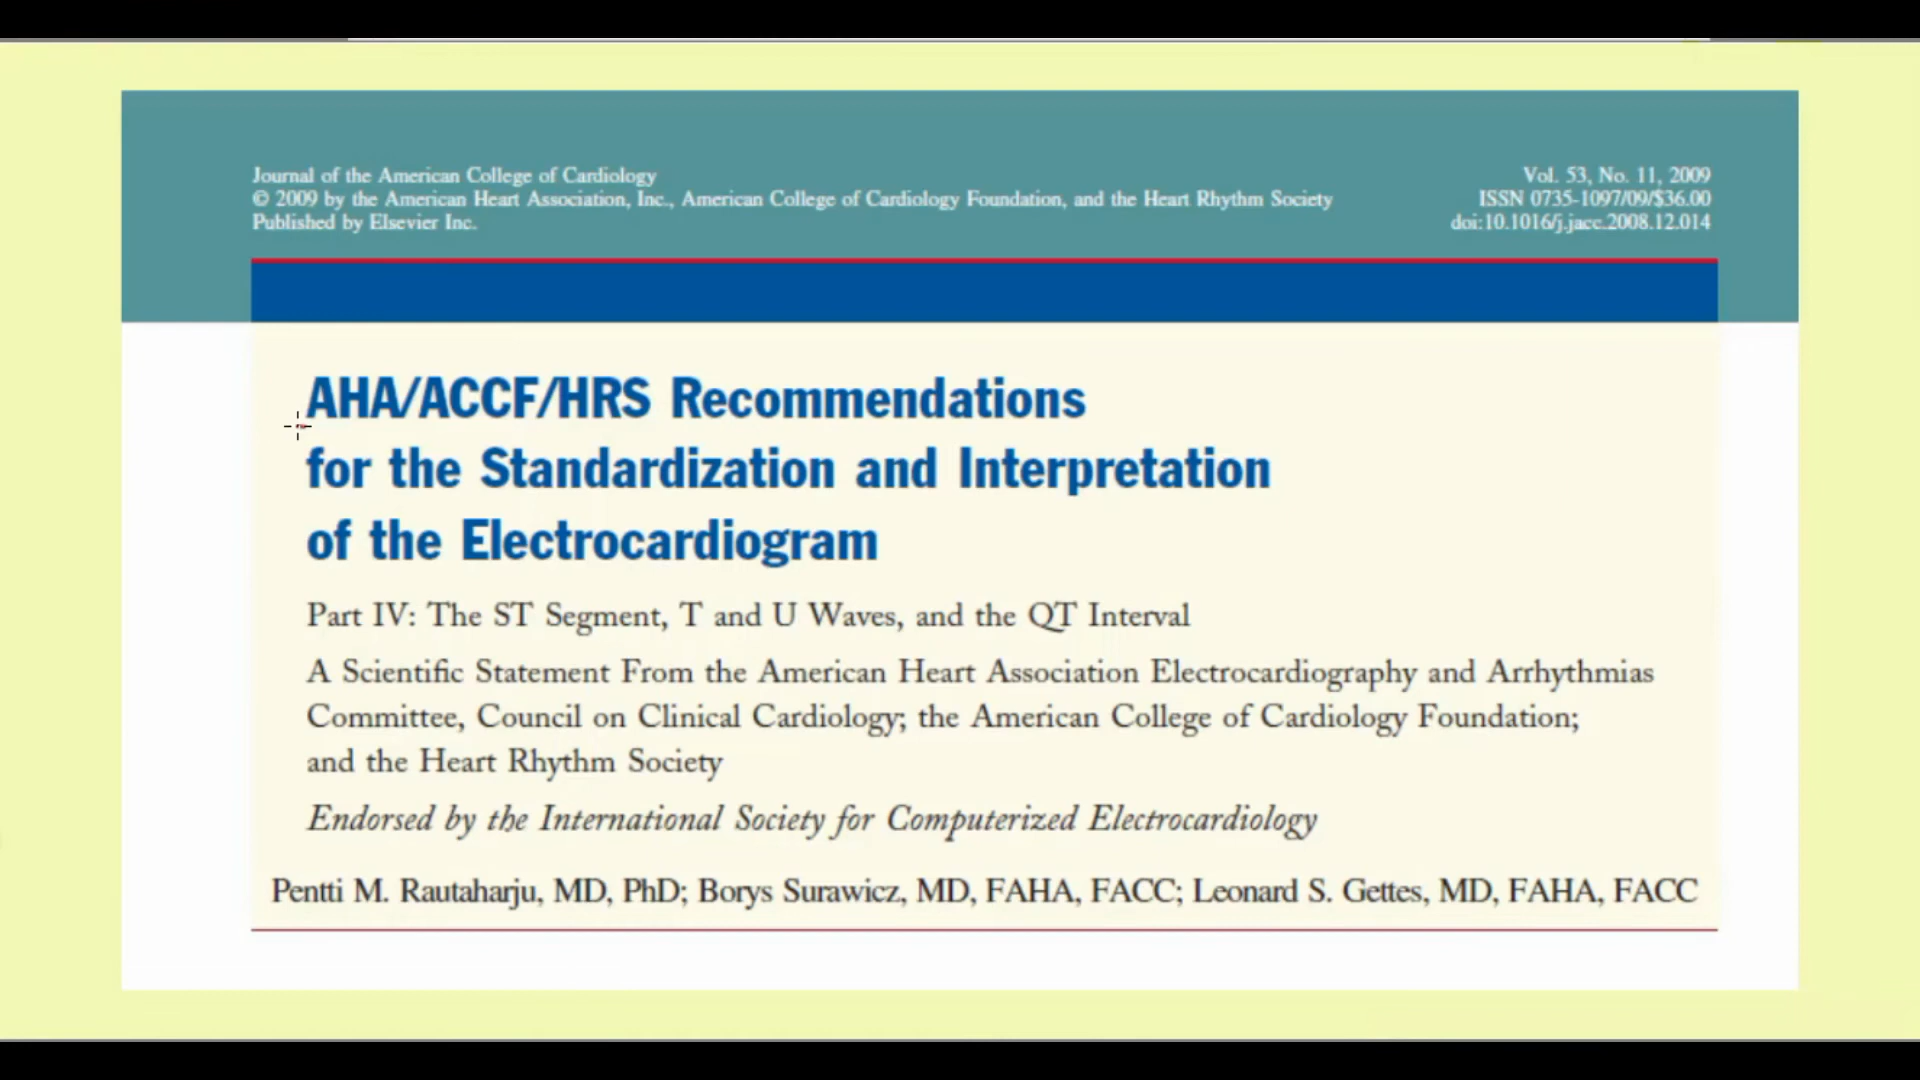 Journal of the American College of Cardiology
© 2009 by the American Heart Association, Inc., American College of Cardiology Foundation, and the Heart Rhythm Society
Published by Elsevier Inc.
Vol. 53, No. 11, 2009
ISSN 0735-1097/09/$36.00
doi:10.1016/j.jacc.2008.12.014
AHA/ACCF/HRS Recommendations
for the Standardization and Interpretation
of the Electrocardiogram
Part IV: The ST Segment, T and U Waves, and the QT Interval
A Scientific Statement From the American Heart Association Electrocardiography and Arrhythmias
Committee, Council on Clinical Cardiology; the American College of Cardiology Foundation;
and the Heart Rhythm Society
Endorsed by the International Society for Computerized Electrocardiology
Pentti M. Rautaharju, MD, PhD; Borys Surawicz, MD, FAHA, FACC; Leonard S. Gettes, MD, FAHA, FACC